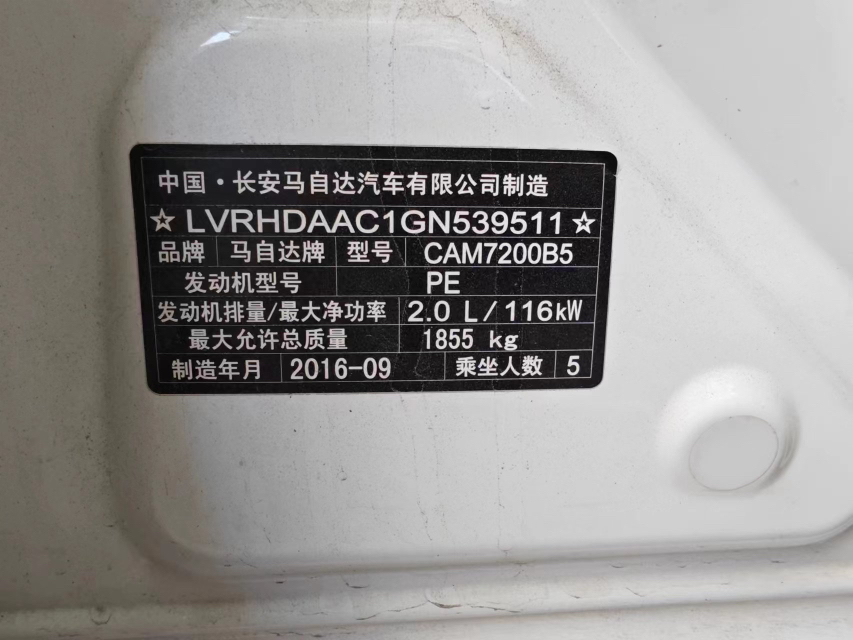 中国·长安马自达汽车有限公司制造
☆LVRHDAAC1GN539511☆
品牌 马自达牌 型号 CAM7200B5
发动机型号 PE
发动机排量/最大净功率 2.0 L/116kW
最大允许总质量 1855 kg
制造年月 2016-09 乘坐人数 5